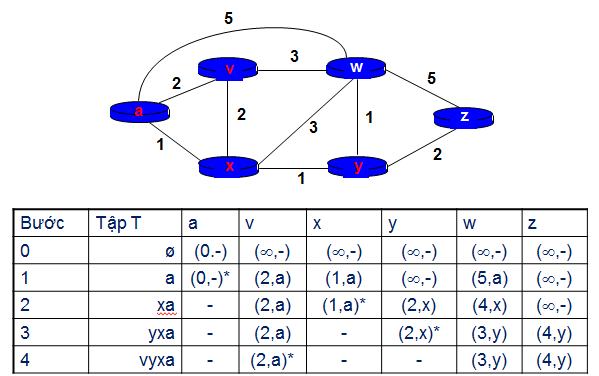 5
v
3
w
2
5
a
2
z
3
1
1
2
x
1
y
Bước Tập T a v x y w z
0 ø (0.-) (∞,-) (∞,-) (∞,-) (∞,-) (∞,-)
1 a (0,-)* (2,a) (1,a) (∞,-) (5,a) (∞,-)
2 xa - (2,a) (1,a)* (2,x) (4,x) (∞,-)
3 yxa - (2,a) - (2,x)* (3,y) (4,y)
4 vyxa - (2,a)* - - (3,y) (4,y)